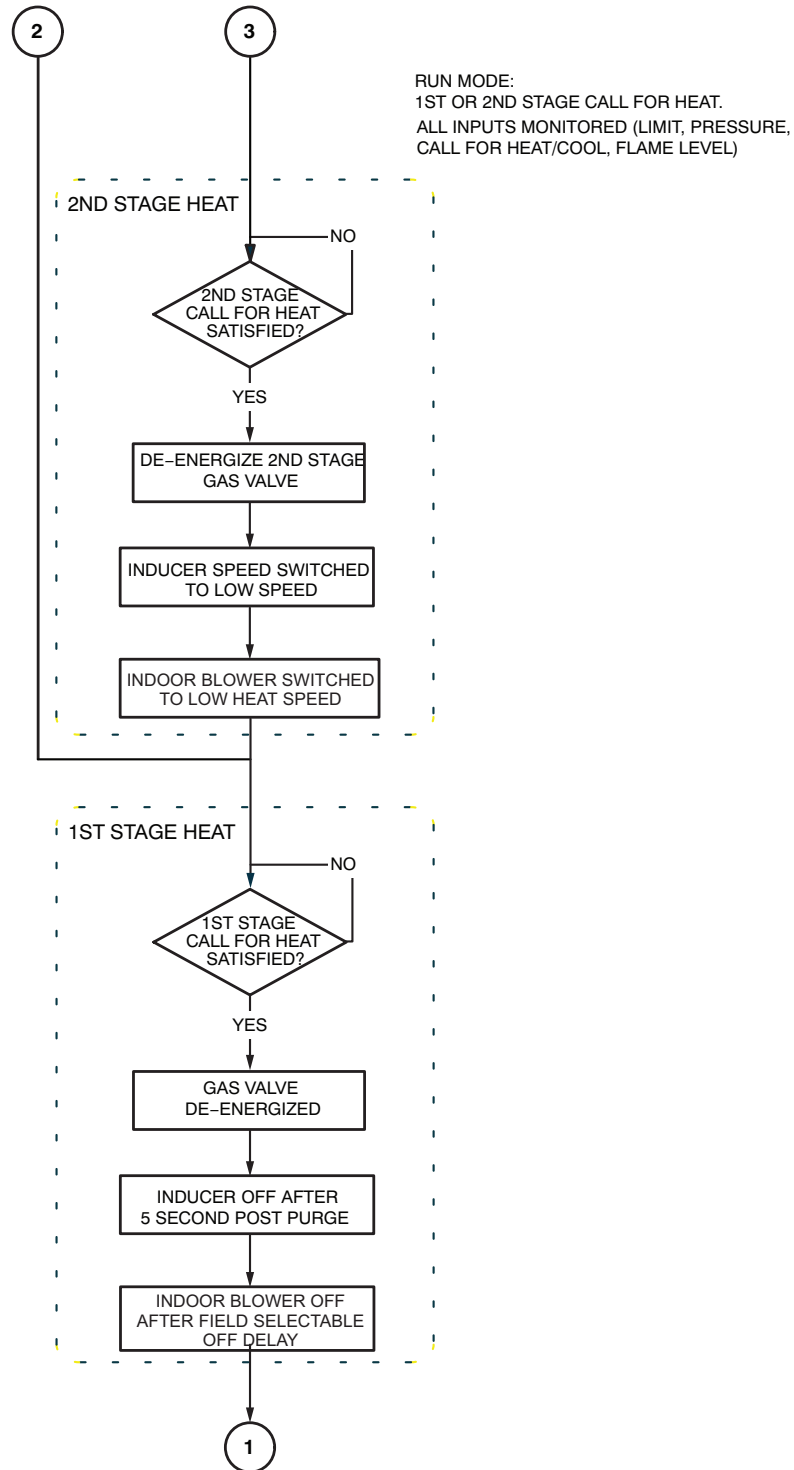 2
3
RUN MODE:
1ST OR 2ND STAGE CALL FOR HEAT.
ALL INPUTS MONITORED (LIMIT, PRESSURE,
CALL FOR HEAT/COOL, FLAME LEVEL)
2ND STAGE HEAT
NO
2ND STAGE
CALL FOR HEAT
SATISFIED?
YES
DE–ENERGIZE 2ND STAGE
GAS VALVE
INDUCER SPEED SWITCHED
TO LOW SPEED
INDOOR BLOWER SWITCHED
TO LOW HEAT SPEED
1ST STAGE HEAT
NO
1ST STAGE
CALL FOR HEAT
SATISFIED?
YES
GAS VALVE
DE–ENERGIZED
INDUCER OFF AFTER
5 SECOND POST PURGE
INDOOR BLOWER OFF
AFTER FIELD SELECTABLE
OFF DELAY
1